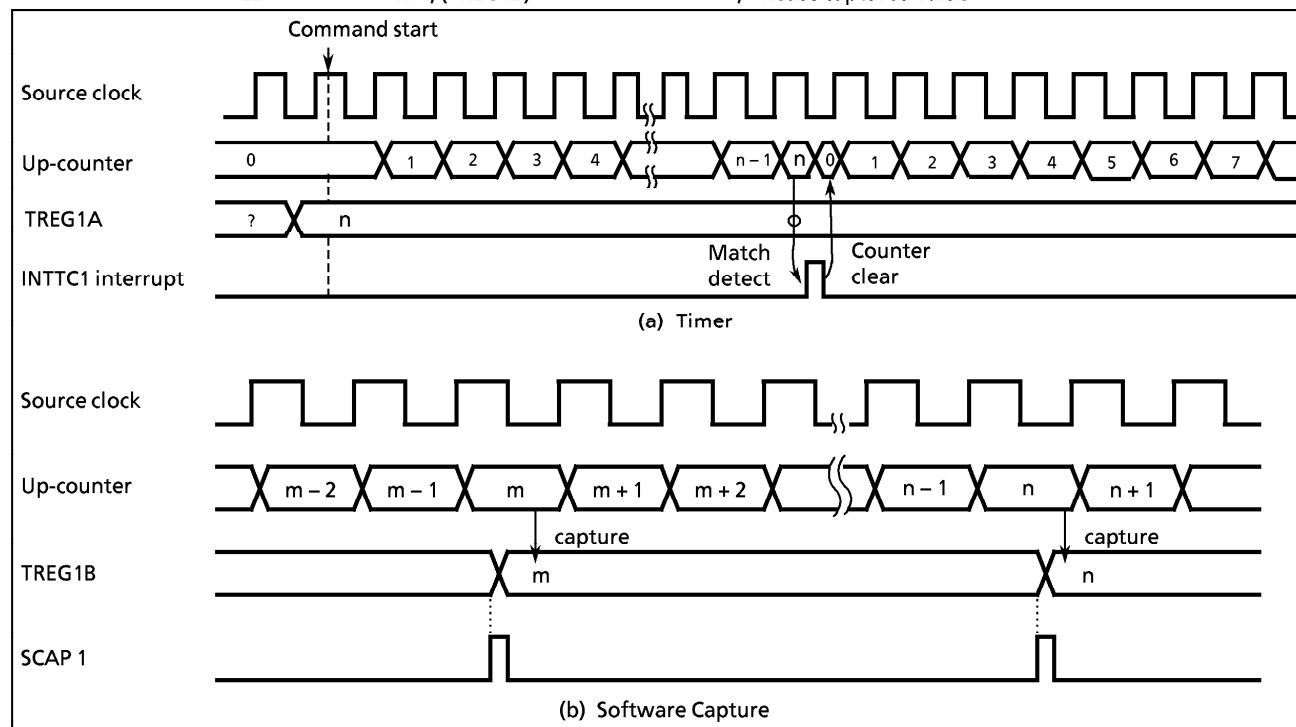 Command start
Source clock
Up-counter 0 1 2 3 4 n – 1 n 0 1 2 3 4 5 6 7
TREG1A ? n
Match detect
Counter clear
INTTC1 interrupt
(a) Timer
Source clock
Up-counter m – 2 m – 1 m m + 1 m + 2 n – 1 n n + 1
capture capture
TREG1B m n
SCAP 1
(b) Software Capture